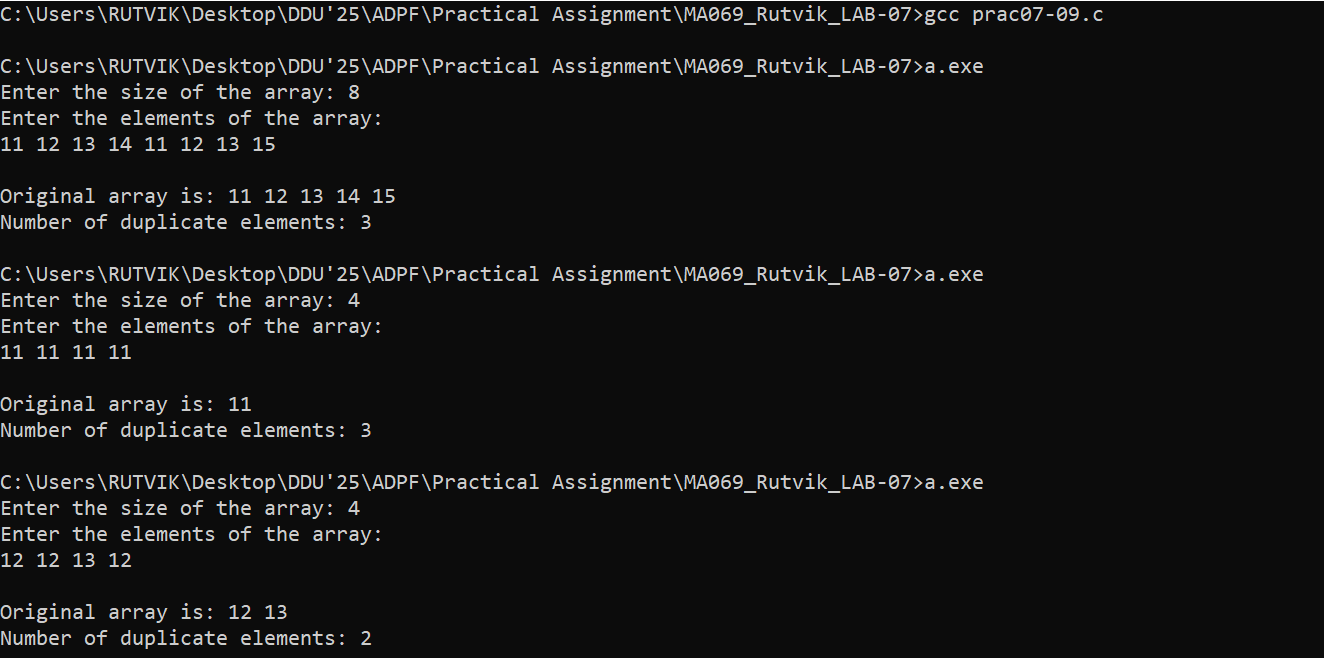 C:\Users\RUTVIK\Desktop\DDU'25\ADPF\Practical Assignment\MA069_Rutvik_LAB-07>gcc prac07-09.c
C:\Users\RUTVIK\Desktop\DDU'25\ADPF\Practical Assignment\MA069_Rutvik_LAB-07>a.exe
Enter the size of the array: 8
Enter the elements of the array:
11 12 13 14 11 12 13 15
Original array is: 11 12 13 14 15
Number of duplicate elements: 3
C:\Users\RUTVIK\Desktop\DDU'25\ADPF\Practical Assignment\MA069_Rutvik_LAB-07>a.exe
Enter the size of the array: 4
Enter the elements of the array:
11 11 11 11
Original array is: 11
Number of duplicate elements: 3
C:\Users\RUTVIK\Desktop\DDU'25\ADPF\Practical Assignment\MA069_Rutvik_LAB-07>a.exe
Enter the size of the array: 4
Enter the elements of the array:
12 12 13 12
Original array is: 12 13
Number of duplicate elements: 2